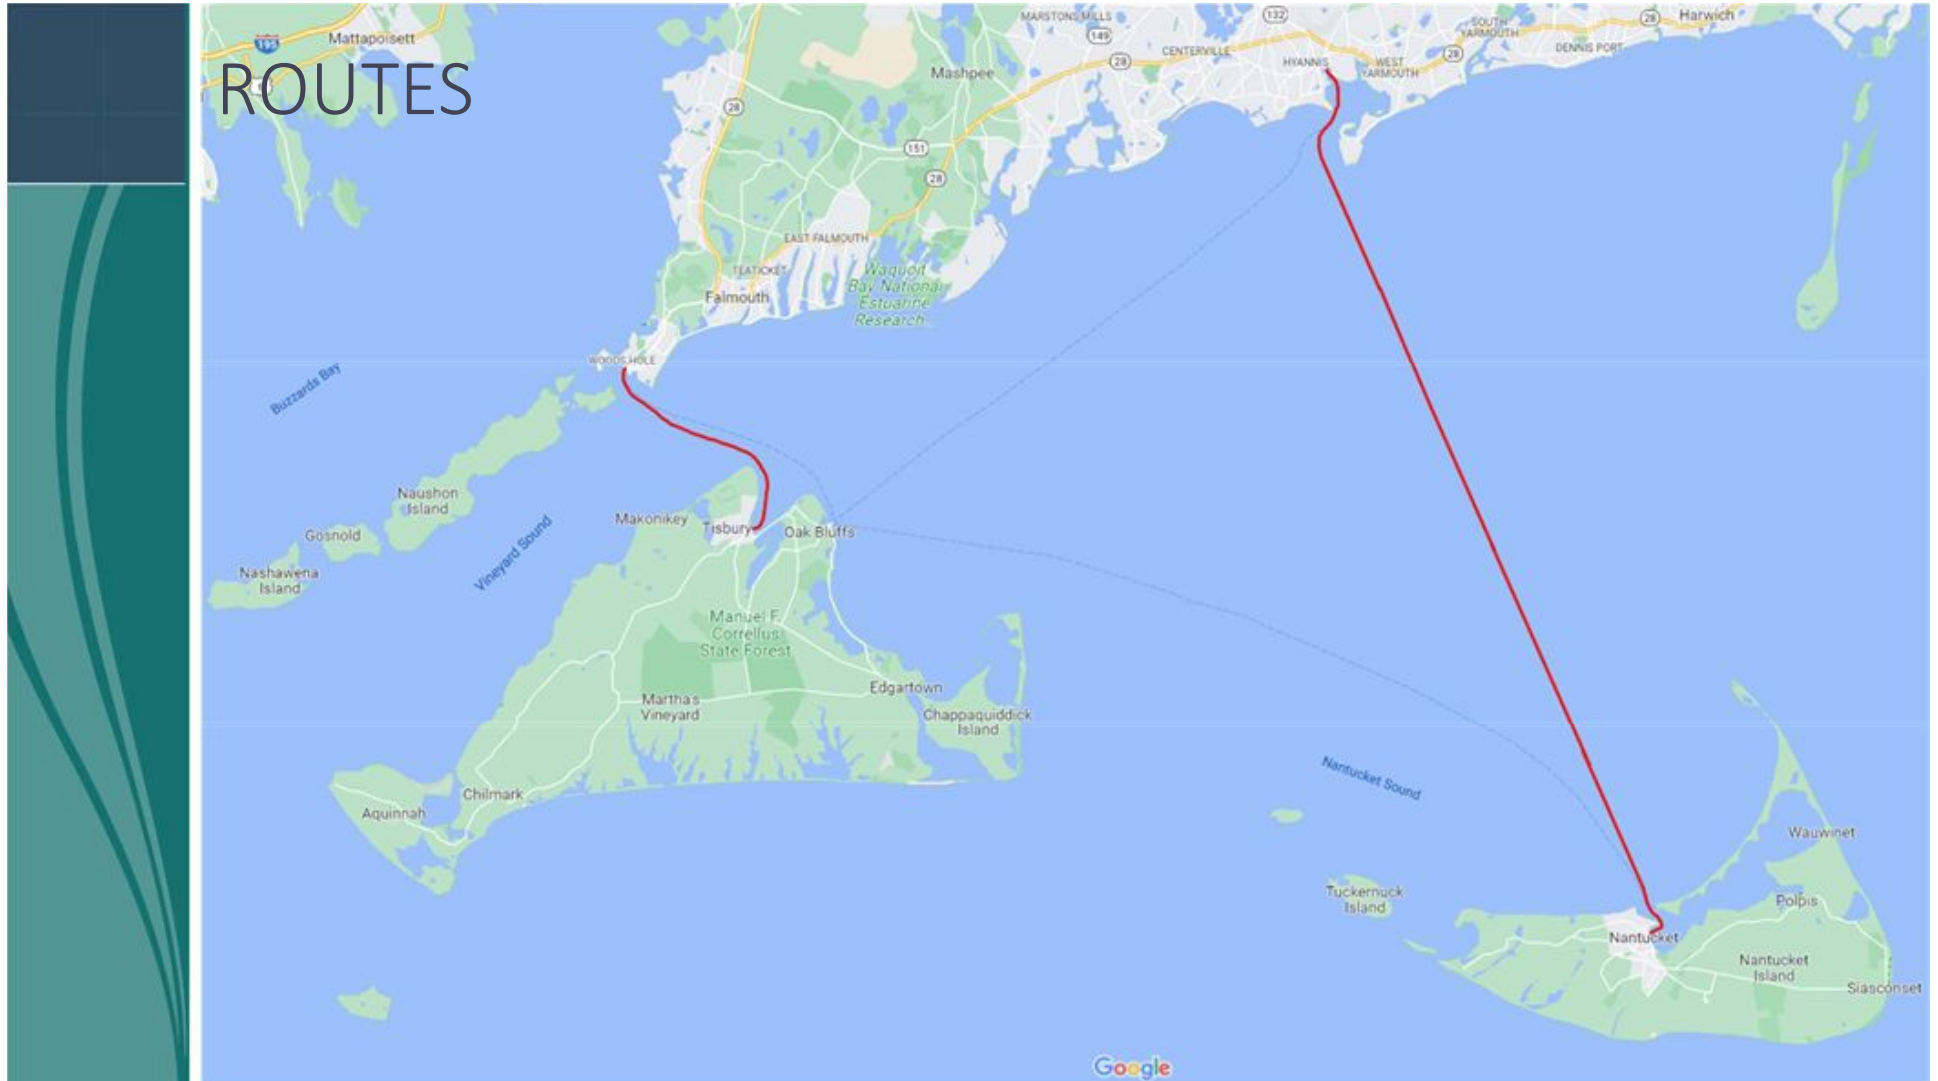 ROUTES
195
Mattapoisett
6
MARSTONS MILLS
149
132
SOUTH
YARMOUTH
28
Harwich
DENNIS PORT
28
CENTERVILLE
HYANNIS
WEST
YARMOUTH
28
Mashpee
28
151
28
EAST FALMOUTH
TEATICKET
Falmouth
Waquoit
Bay National
Estuarine
Research...
WOODS HOLE
Buzzards Bay
Naushon
Island
Gosnold
Nashawena
Island
Vineyard Sound
Makonikey
Tisbury
Oak Bluffs
Manuel F.
Correllus
State Forest
Martha's
Vineyard
Edgartown
Chappaquiddick
Island
Chilmark
Aquinnah
Nantucket Sound
Tuckernuck
Island
Wauwinet
Polpis
Nantucket
Nantucket
Island
Siasconset
Google